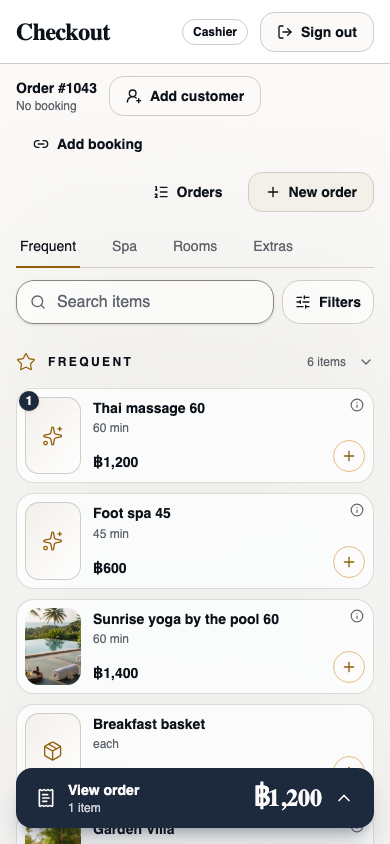 Checkout
Cashier
Sign out
Order #1043
No booking
Add customer
Add booking
Orders
New order
Frequent
Spa
Rooms
Extras
Search items
Filters
FREQUENT
6 items
1
Thai massage 60
60 min
฿1,200
Foot spa 45
45 min
฿600
Sunrise yoga by the pool 60
60 min
฿1,400
Breakfast basket
each
View order
1 item
฿1,200
Garden Villa